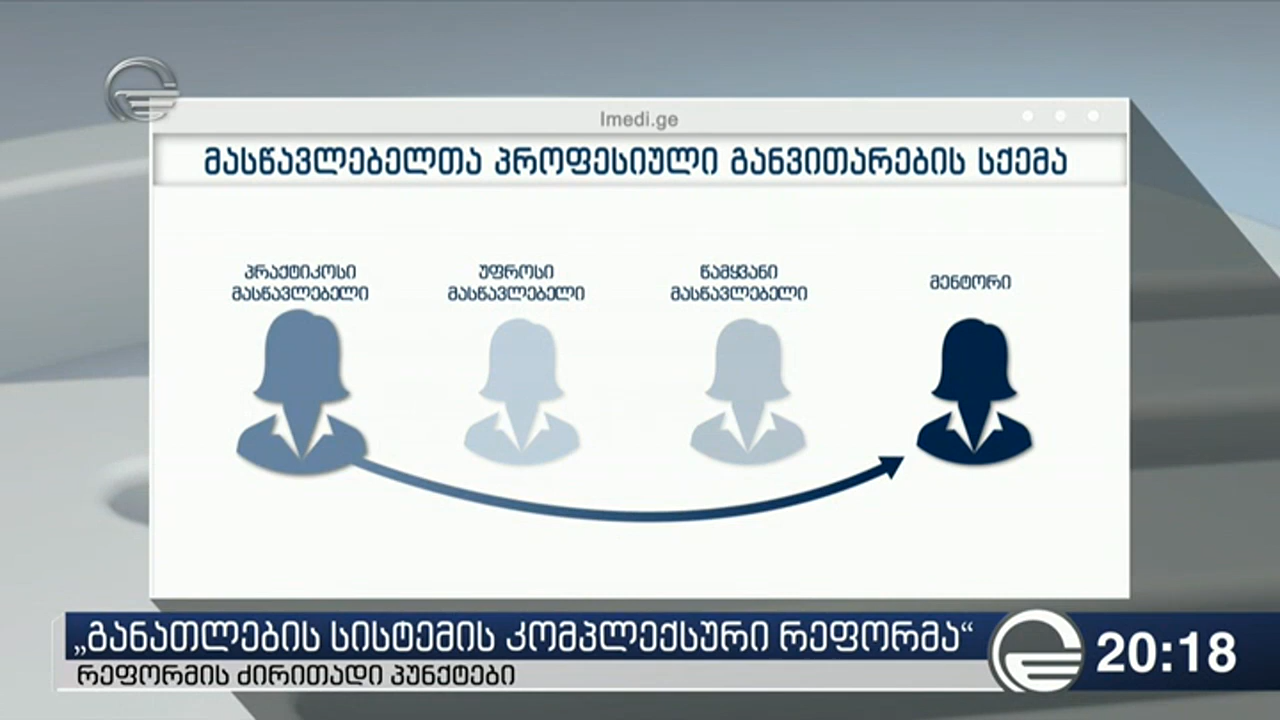 Imedi.ge
მასწავლებელთა პროფესიული განვითარების სქემა
პრაქტიკოსი
მასწავლებელი
უფროსი
მასწავლებელი
წამყვანი
მასწავლებელი
მენტორი
„განათლების სისტემის კომპლექსური რეფორმა“
რეფორმის ძირითადი პუნქტები
20:18